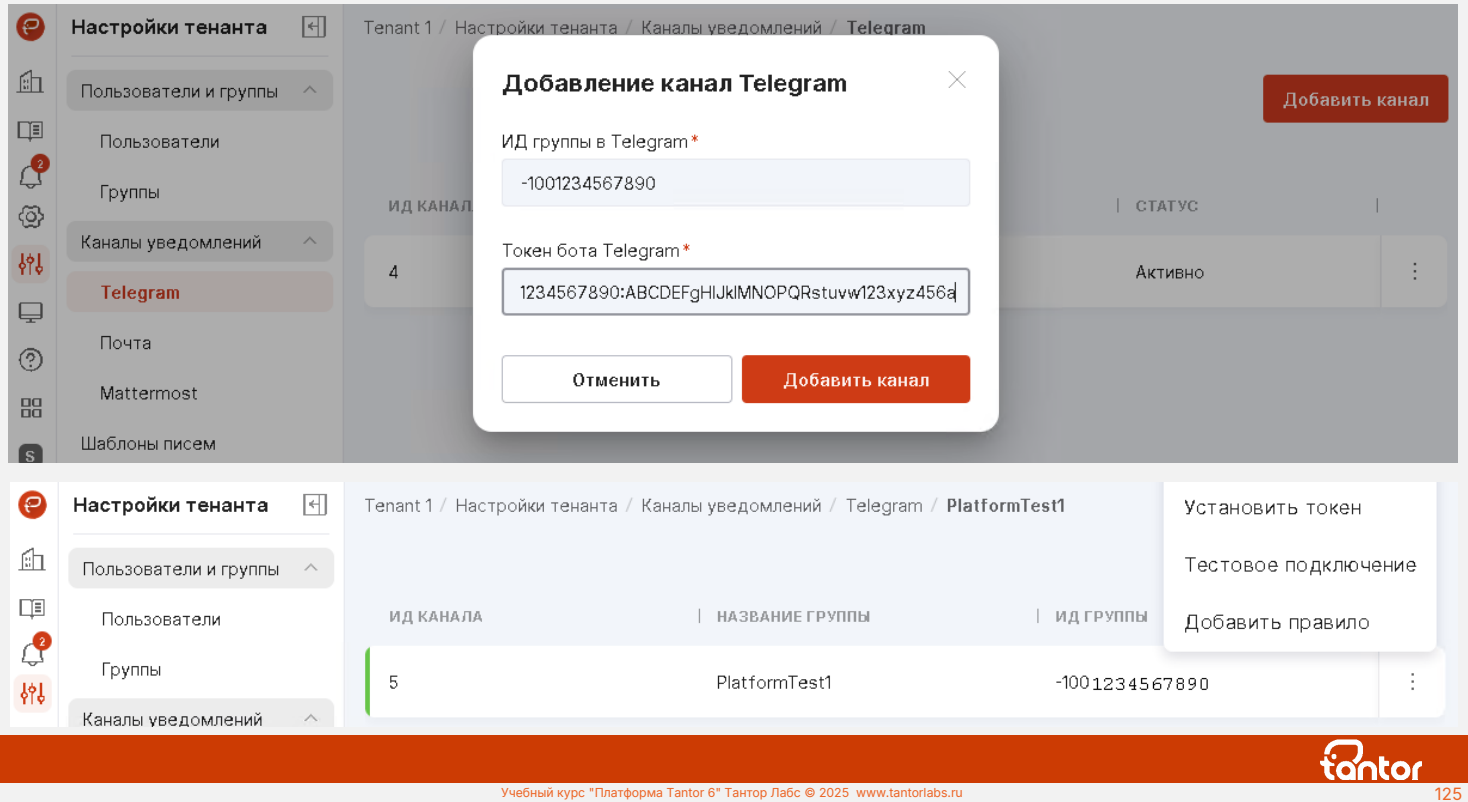 Настройки тенанта
Tenant 1 / Настройки тенанта / Каналы уведомлений / Telegram
Добавление канал Telegram
Добавить канал
Пользователи и группы
ИД группы в Telegram*
Пользователи
2
-1001234567890
Группы
ИД КАНАЛ
СТАТУС
Каналы уведомлений
Токен бота Telegram*
4
Активно
Telegram
1234567890:ABCDEFgHIJklMNOPQRstuvw123xyz456a
Почта
Отменить
Добавить канал
Mattermost
Шаблоны писем
S
Настройки тенанта
Tenant 1 / Настройки тенанта / Каналы уведомлений / Telegram / PlatformTest1
Установить токен
Пользователи и группы
Тестовое подключение
Пользователи
ИД КАНАЛА
НАЗВАНИЕ ГРУППЫ
ИД ГРУППЫ
Добавить правило
2
Группы
5
PlatformTest1
-1001234567890
Каналы уведомлений
tantor
Учебный курс "Платформа Tantor 6" Тантор Лабс © 2025 www.tantorlabs.ru
125